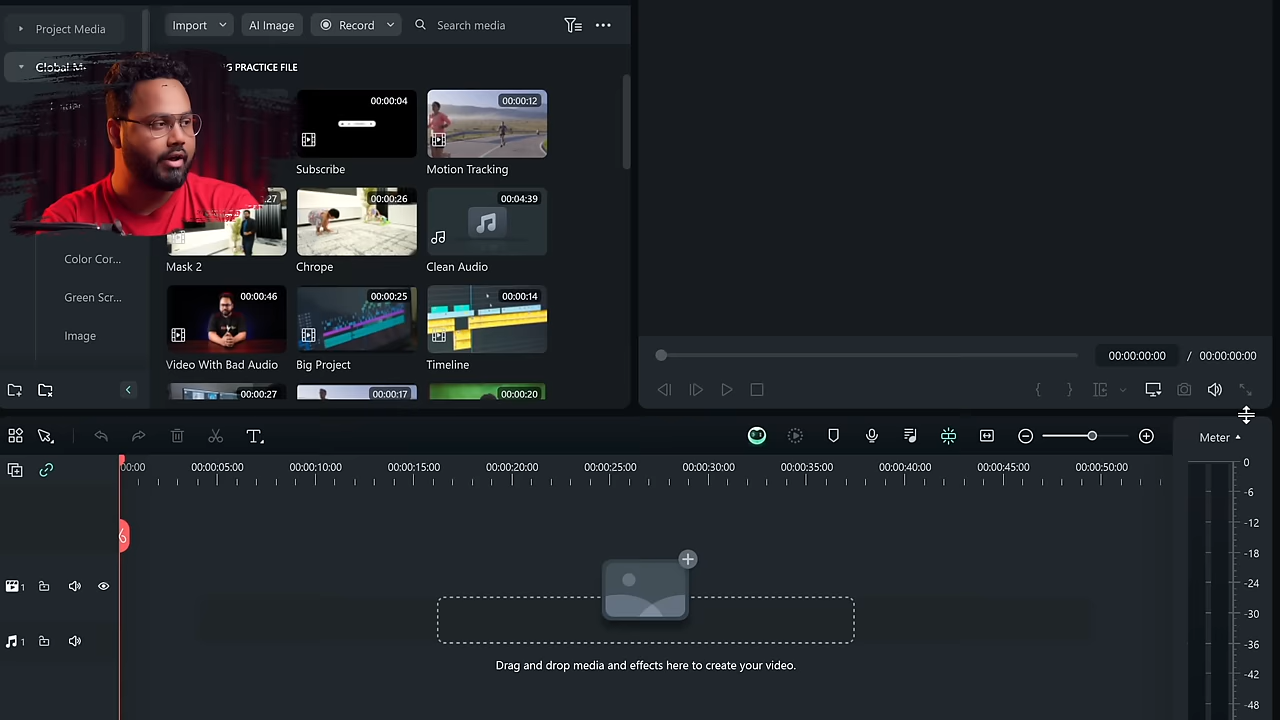 Project Media
Import
AI Image
Record
Search media
Global M
G PRACTICE FILE
00:00:04
00:00:12
Subscribe
Motion Tracking
:27
00:00:26
00:04:39
Mask 2
Chrope
Clean Audio
Color Cor...
Green Scr...
Image
00:00:46
00:00:25
00:00:14
Video With Bad Audio
Big Project
Timeline
00:00:27
00:00:17
00:00:20
00:00:00:00 / 00:00:00:00
Meter
00:00
00:00:05:00
00:00:10:00
00:00:15:00
00:00:20:00
00:00:25:00
00:00:30:00
00:00:35:00
00:00:40:00
00:00:45:00
00:00:50:00
0
-6
-12
-18
-24
-30
-36
-42
-48
1
1
Drag and drop media and effects here to create your video.